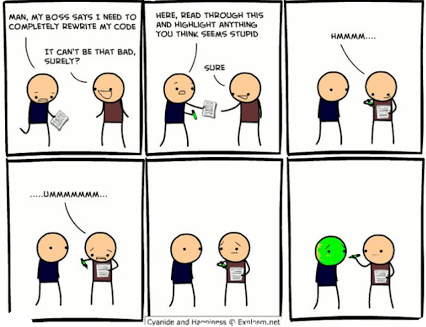 MAN, MY BOSS SAYS I NEED TO
COMPLETELY REWRITE MY CODE
IT CAN'T BE THAT BAD,
SURELY?
HERE, READ THROUGH THIS
AND HIGHLIGHT ANYTHING
YOU THINK SEEMS STUPID
SURE
HMMMM....
.....UMMMMMMM...
Cyanide and Happiness © Explosm.net